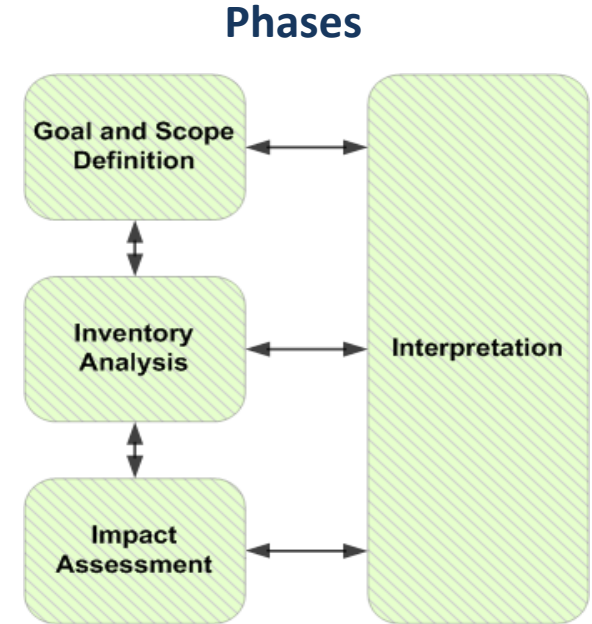 Phases
Goal and Scope
Definition
Inventory
Analysis
Interpretation
Impact
Assessment